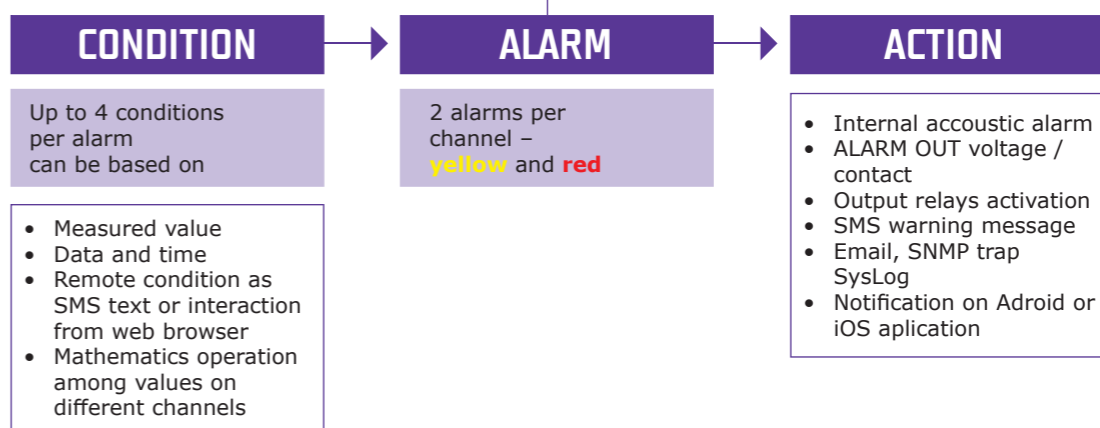 CONDITION
Up to 4 conditions
per alarm
can be based on
• Measured value
• Data and time
• Remote condition as
SMS text or interaction
from web browser
• Mathematics operation
among values on
different channels
ALARM
2 alarms per
channel –
yellow and red
ACTION
• Internal accoustic alarm
• ALARM OUT voltage /
contact
• Output relays activation
• SMS warning message
• Email, SNMP trap
SysLog
• Notification on Adroid or
iOS aplication